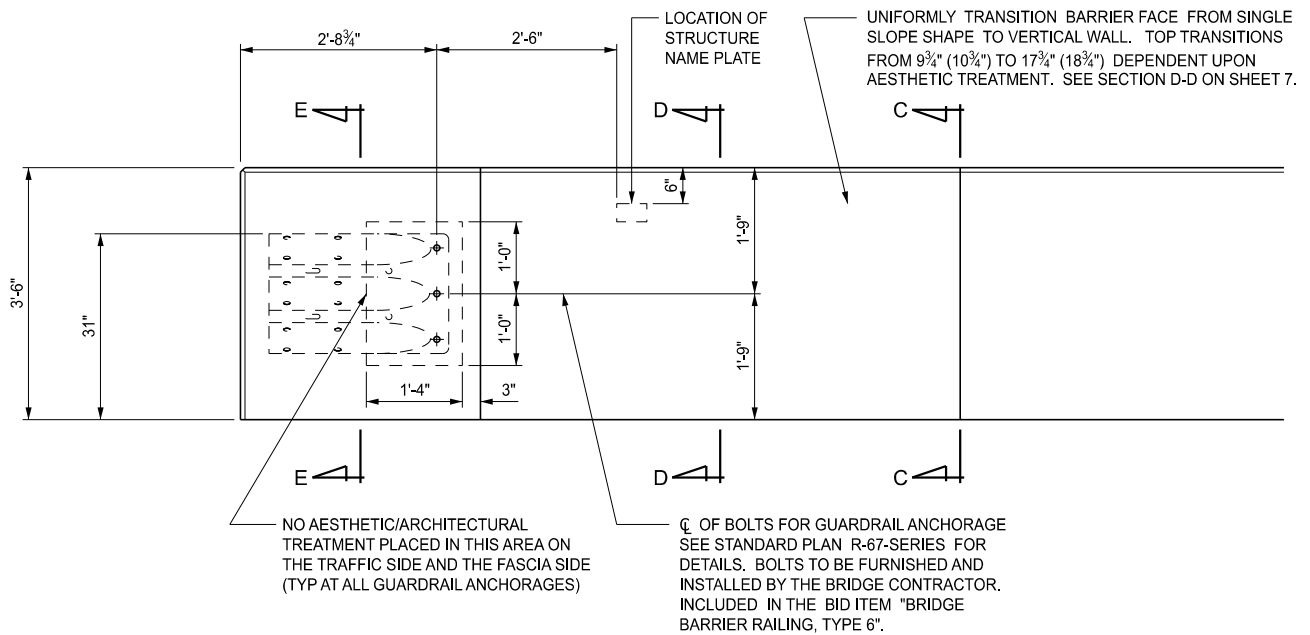 LOCATION OF
STRUCTURE
NAME PLATE
UNIFORMLY TRANSITION BARRIER FACE FROM SINGLE
SLOPE SHAPE TO VERTICAL WALL. TOP TRANSITIONS
FROM 9¾" (10¾") TO 17¾" (18¾") DEPENDENT UPON
AESTHETIC TREATMENT. SEE SECTION D-D ON SHEET 7.
2'-8¾"
2'-6"
E
D
C
6"
3'-6"
31"
1'-0"
1'-0"
1'-9"
1'-9"
1'-4"
3"
E
D
C
NO AESTHETIC/ARCHITECTURAL
TREATMENT PLACED IN THIS AREA ON
THE TRAFFIC SIDE AND THE FASCIA SIDE
(TYP AT ALL GUARDRAIL ANCHORAGES)
℄ OF BOLTS FOR GUARDRAIL ANCHORAGE
SEE STANDARD PLAN R-67-SERIES FOR
DETAILS. BOLTS TO BE FURNISHED AND
INSTALLED BY THE BRIDGE CONTRACTOR.
INCLUDED IN THE BID ITEM "BRIDGE
BARRIER RAILING, TYPE 6".